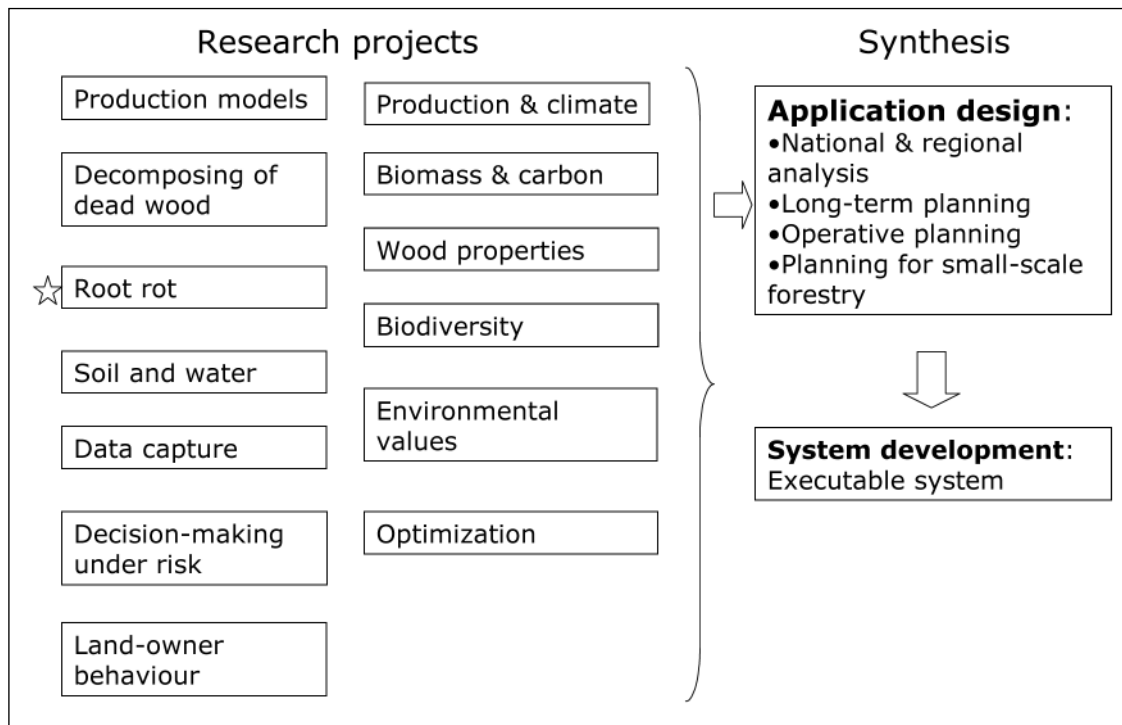 Research projects
Production models
Decomposing of
dead wood
Root rot
Soil and water
Data capture
Decision-making
under risk
Land-owner
behaviour
Production & climate
Biomass & carbon
Wood properties
Biodiversity
Environmental
values
Optimization
Synthesis
Application design:
•National & regional
analysis
•Long-term planning
•Operative planning
•Planning for small-scale
forestry
System development:
Executable system